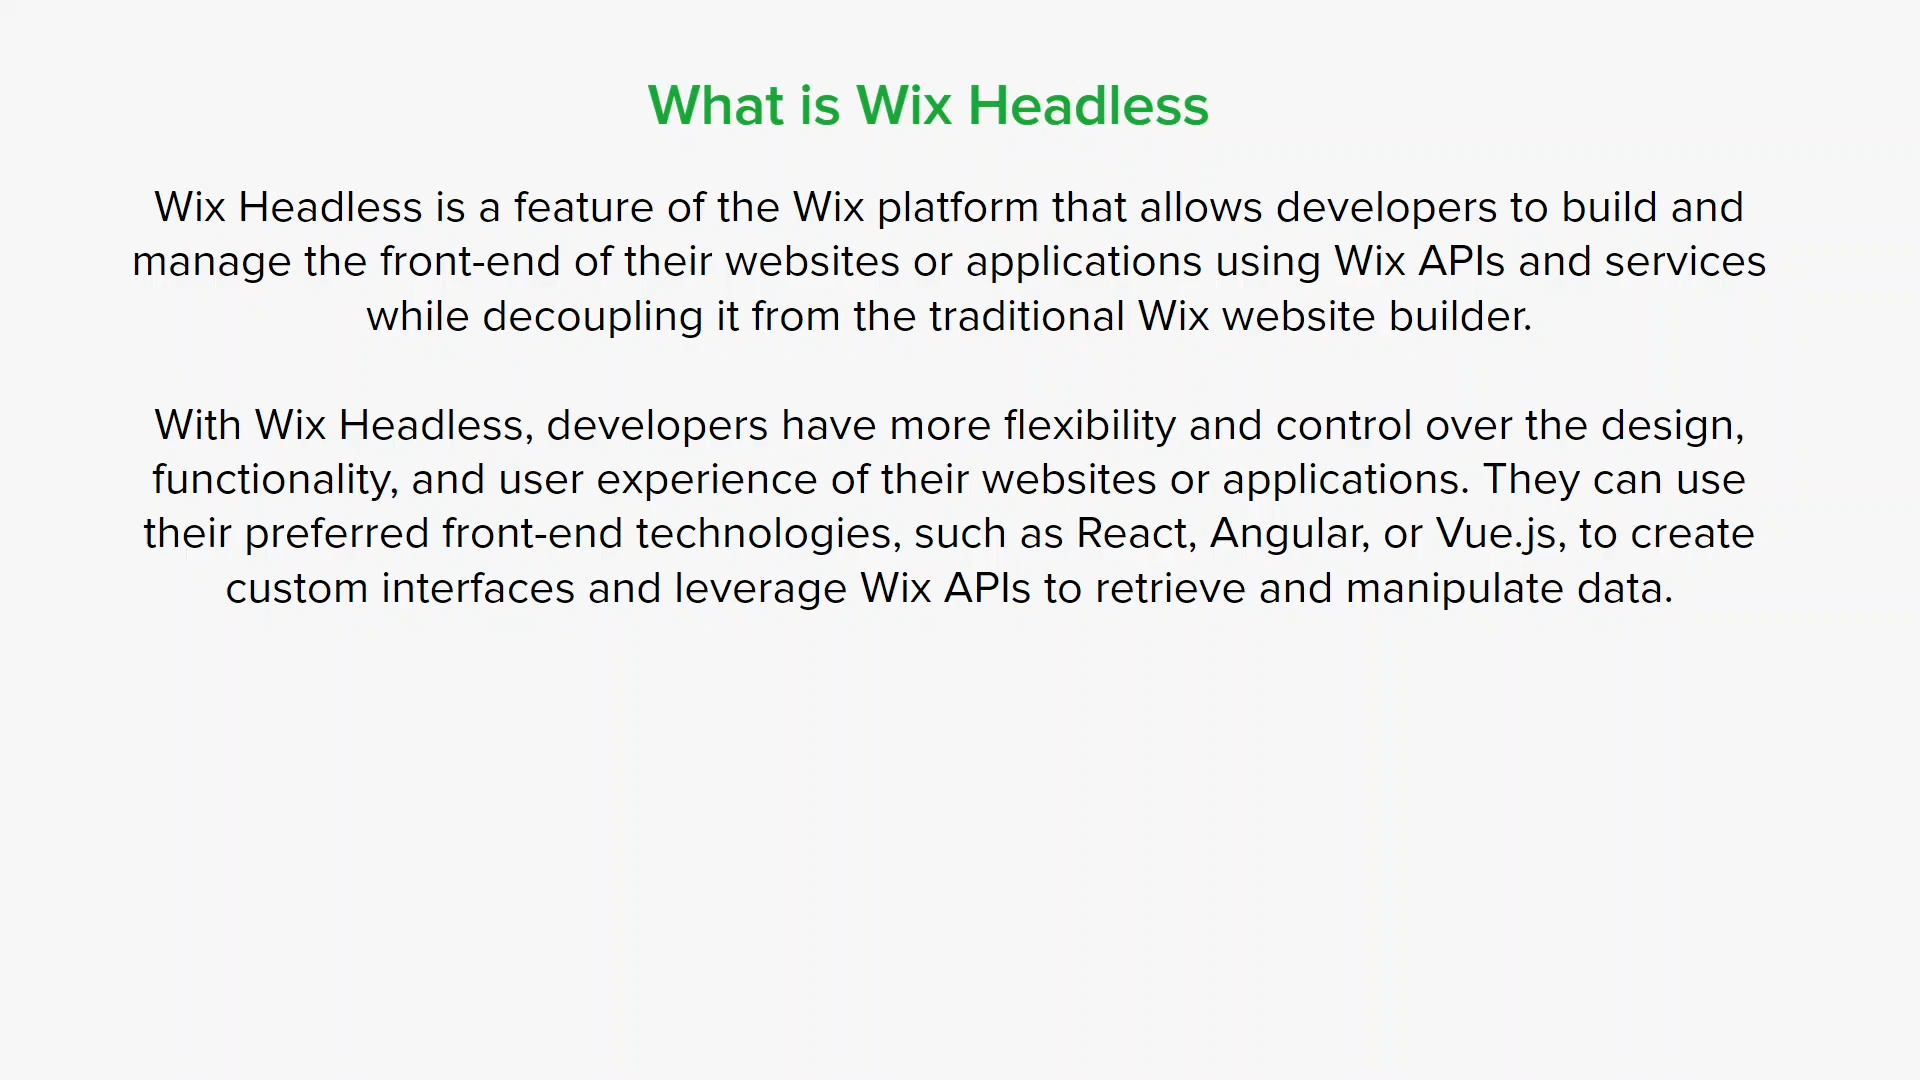 What is Wix Headless
Wix Headless is a feature of the Wix platform that allows developers to build and
manage the front-end of their websites or applications using Wix APIs and services
while decoupling it from the traditional Wix website builder.
With Wix Headless, developers have more flexibility and control over the design,
functionality, and user experience of their websites or applications. They can use
their preferred front-end technologies, such as React, Angular, or Vue.js, to create
custom interfaces and leverage Wix APIs to retrieve and manipulate data.